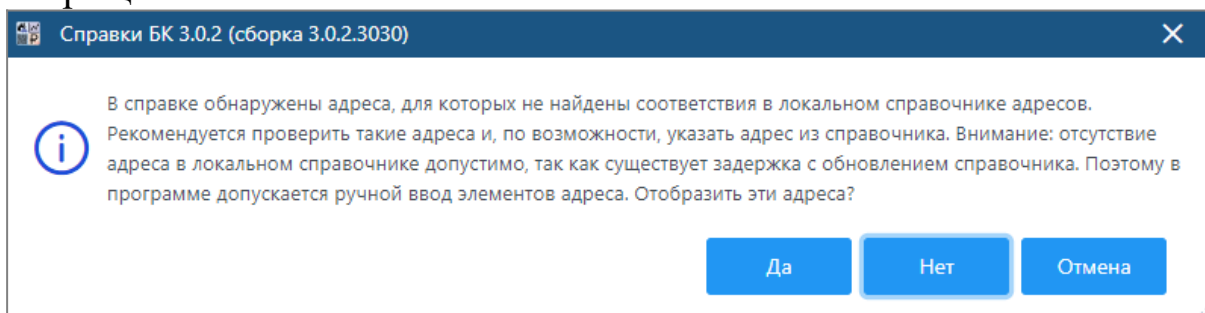 Справки БК 3.0.2 (сборка 3.0.2.3030)
В справке обнаружены адреса, для которых не найдены соответствия в локальном справочнике адресов.
Рекомендуется проверить такие адреса и, по возможности, указать адрес из справочника. Внимание: отсутствие
адреса в локальном справочнике допустимо, так как существует задержка с обновлением справочника. Поэтому в
программе допускается ручной ввод элементов адреса. Отобразить эти адреса?
Да Нет Отмена